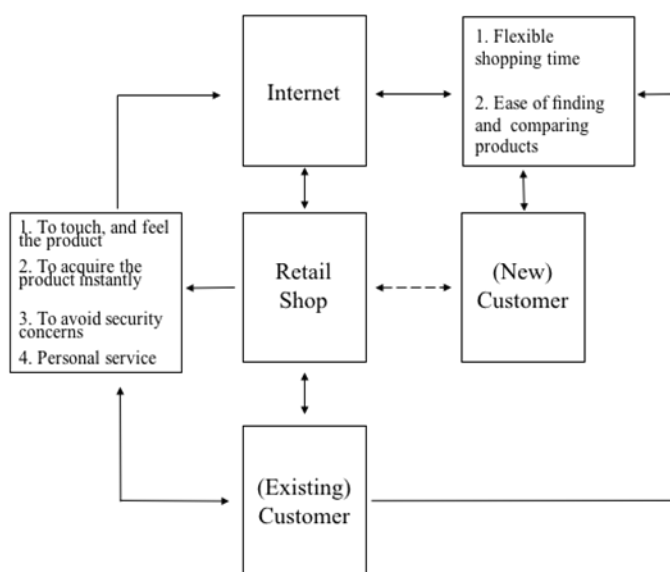 Internet
1. Flexible
shopping time
2. Ease of finding
and comparing
products
1. To touch, and feel
the product
2. To acquire the
product instantly
3. To avoid security
concerns
4. Personal service
Retail
Shop
(New)
Customer
(Existing)
Customer